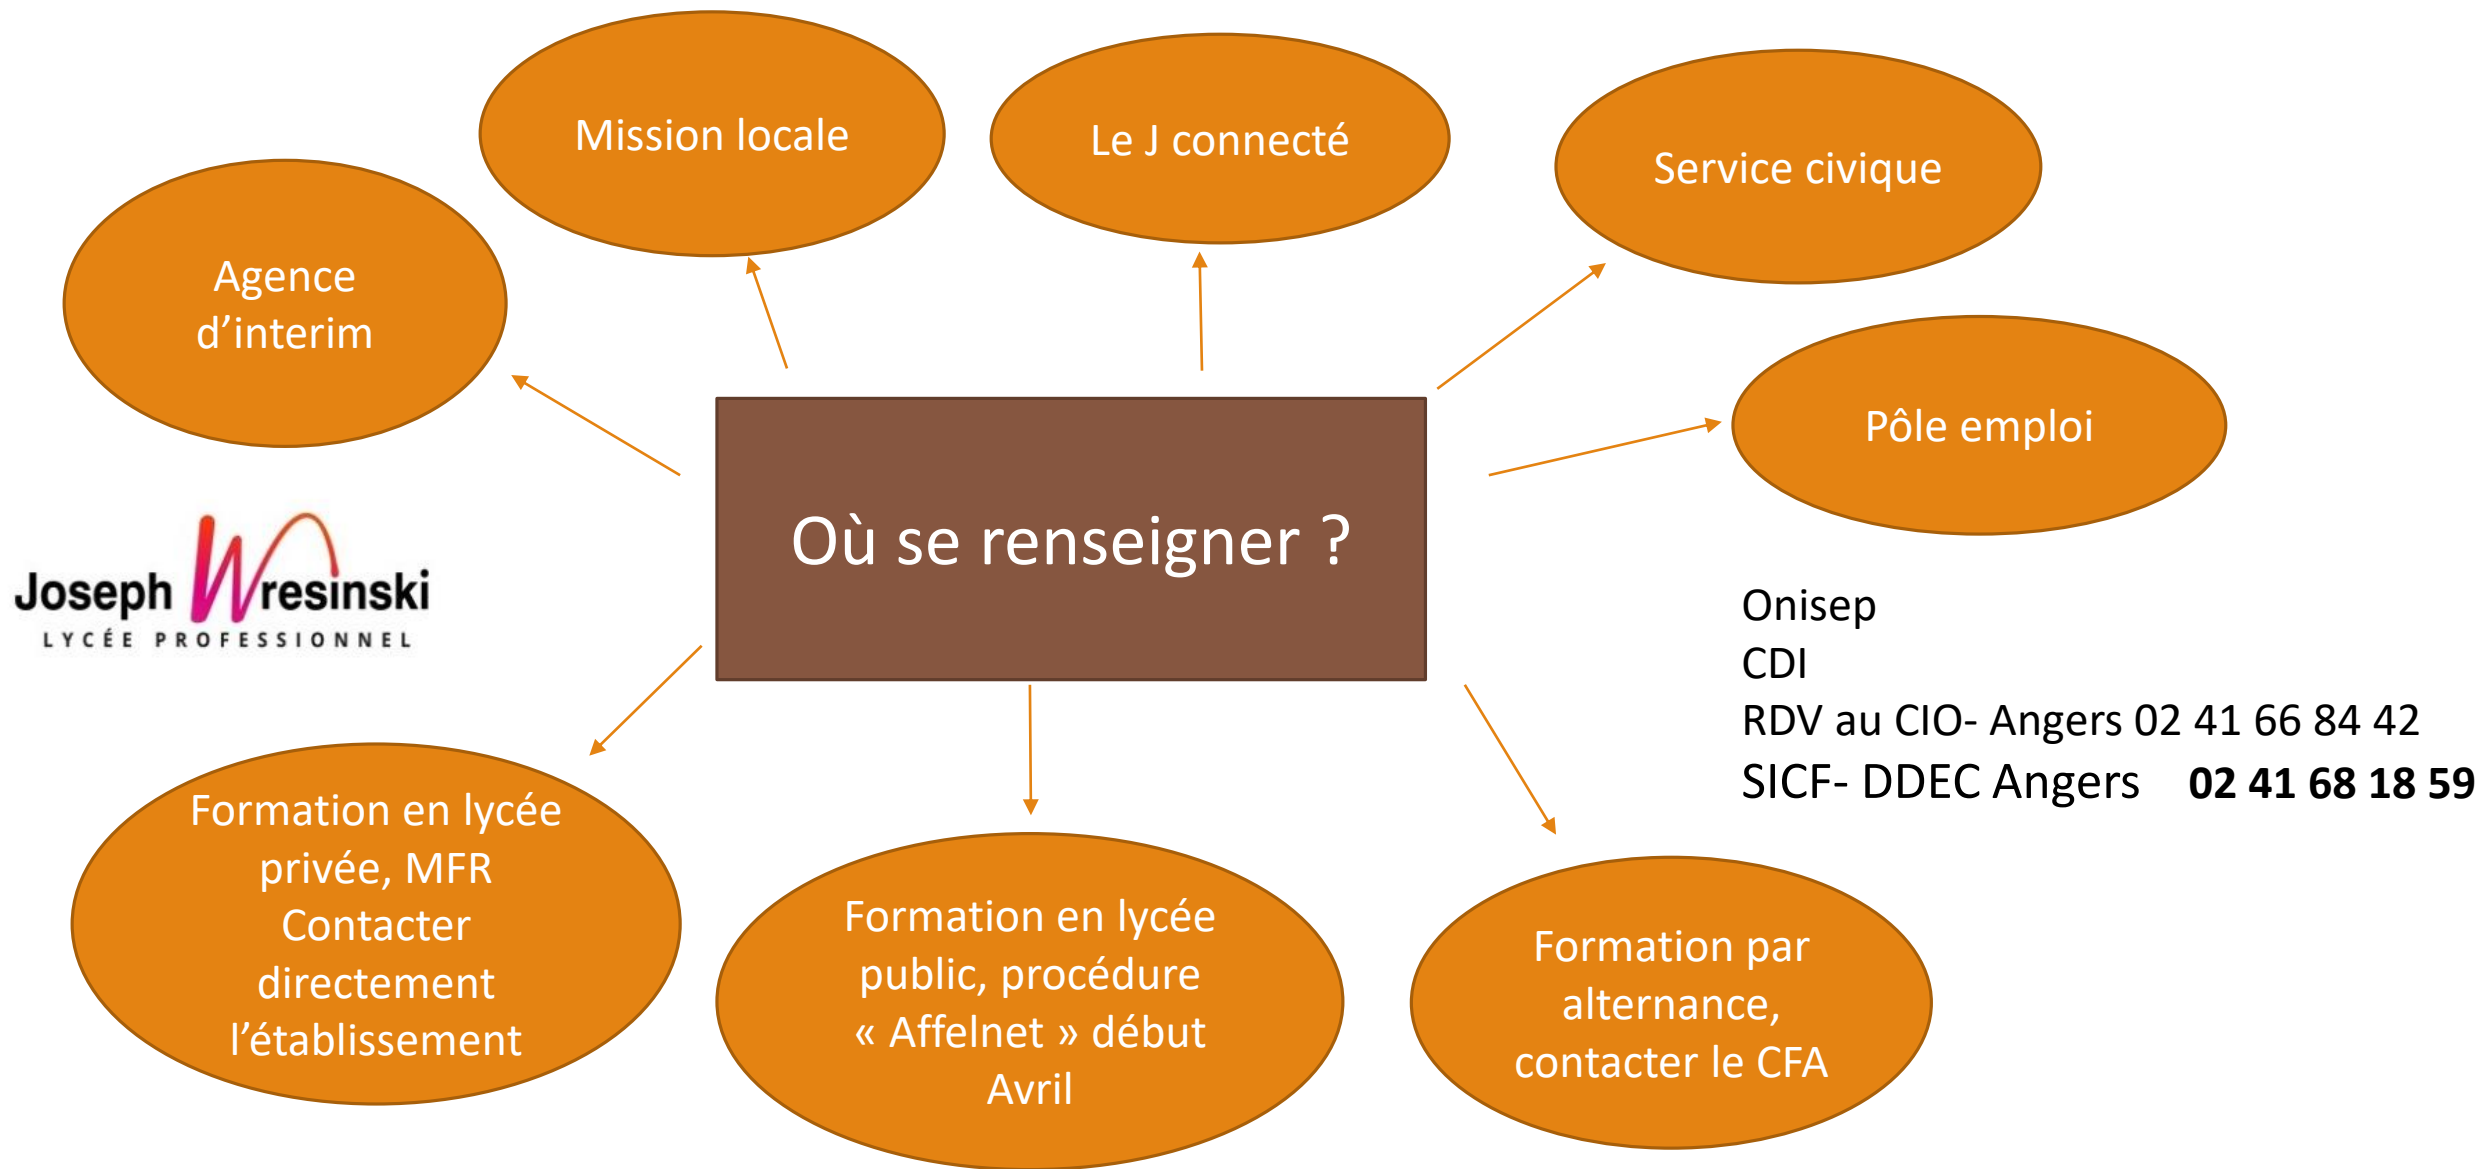 Mission locale
Le J connecté
Service civique
Agence
d’interim
Pôle emploi
Où se renseigner ?
Joseph Wresinski
LYCÉE PROFESSIONNEL
Onisep
CDI
RDV au CIO- Angers 02 41 66 84 42
SICF- DDEC Angers 02 41 68 18 59
Formation en lycée
privée, MFR
Contacter
directement
l’établissement
Formation en lycée
public, procédure
« Affelnet » début
Avril
Formation par
alternance,
contacter le CFA